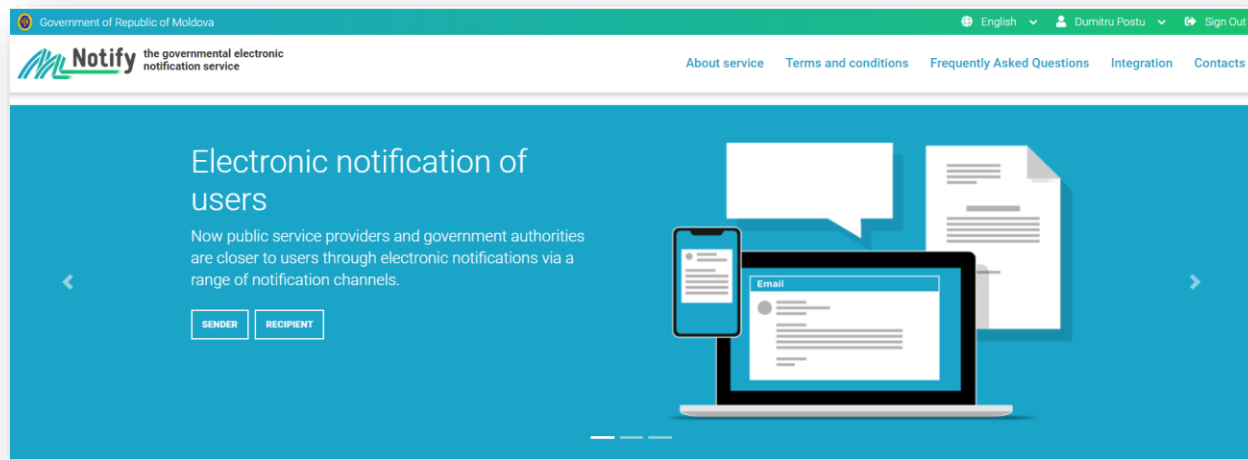 Government of Republic of Moldova
English
Dumitru Postu
Sign Out
Notify
the governmental electronic
notification service
About service
Terms and conditions
Frequently Asked Questions
Integration
Contacts
Electronic notification of
users
Now public service providers and government authorities
are closer to users through electronic notifications via a
range of notification channels.
SENDER
RECIPIENT
Email